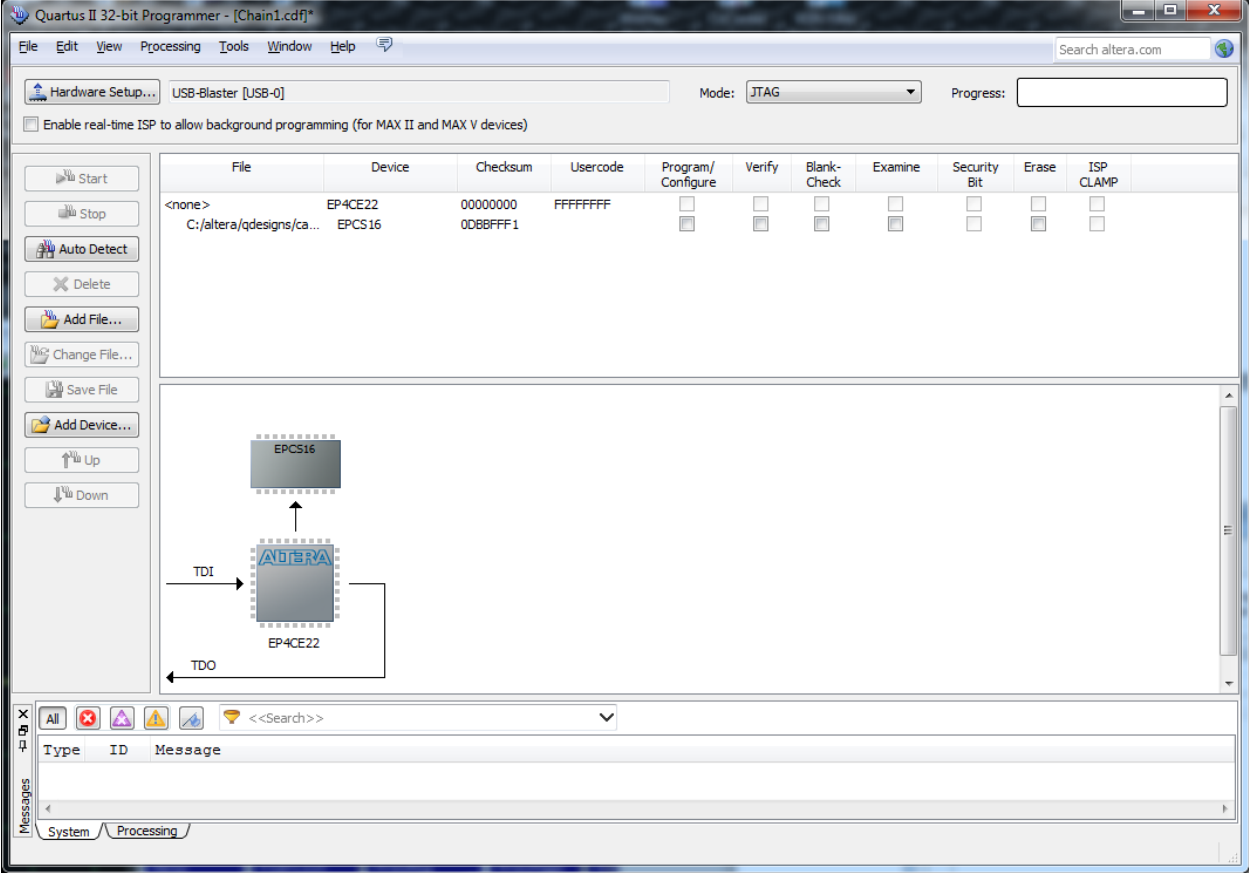 Quartus II 32-bit Programmer - [Chain1.cdf]*
File Edit View Processing Tools Window Help
Search altera.com
Hardware Setup... USB-Blaster [USB-0] Mode: JTAG Progress:
Enable real-time ISP to allow background programming (for MAX II and MAX V devices)
Start
Stop
Auto Detect
Delete
Add File...
Change File...
Save File
Add Device...
Up
Down
File Device Checksum Usercode Program/ Verify Blank- Examine Security Erase ISP
Configure Check Bit CLAMP
<none> EP4CE22 00000000 FFFFFFFF
C:/altera/qdesigns/ca... EPCS16 0DBBFFF1
EPCS16
ALTERA
TDI
EP4CE22
TDO
All <<Search>>
Type ID Message
Messages
System Processing